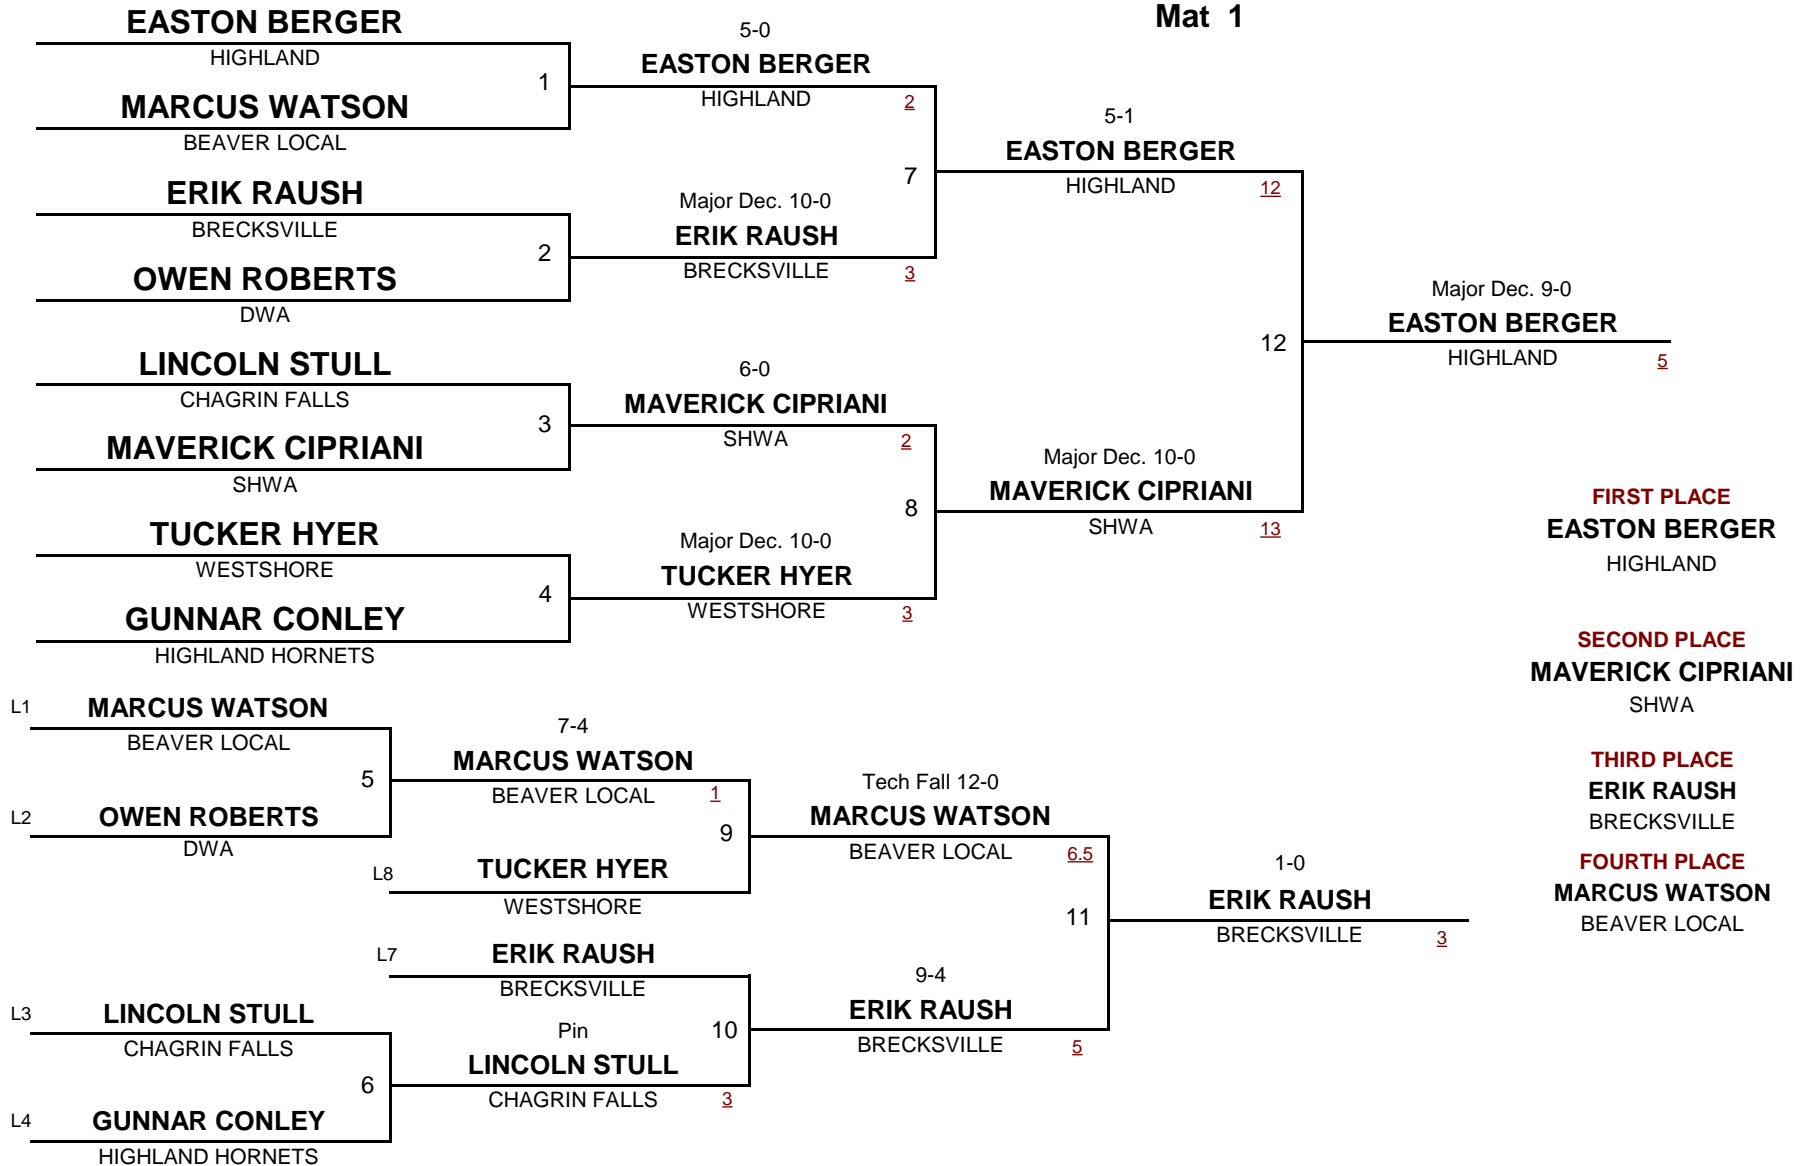 Mat 1
EASTON BERGER
HIGHLAND
1
MARCUS WATSON
BEAVER LOCAL
ERIK RAUSH
BRECKSVILLE
2
OWEN ROBERTS
DWA
LINCOLN STULL
CHAGRIN FALLS
3
MAVERICK CIPRIANI
SHWA
TUCKER HYER
WESTSHORE
4
GUNNAR CONLEY
HIGHLAND HORNETS
5-0
EASTON BERGER
HIGHLAND 2
7
Major Dec. 10-0
ERIK RAUSH
BRECKSVILLE 3
6-0
MAVERICK CIPRIANI
SHWA 2
8
Major Dec. 10-0
TUCKER HYER
WESTSHORE 3
5-1
EASTON BERGER
HIGHLAND 12
12
Major Dec. 10-0
MAVERICK CIPRIANI
SHWA 13
Major Dec. 9-0
EASTON BERGER
HIGHLAND 5
FIRST PLACE
EASTON BERGER
HIGHLAND
SECOND PLACE
MAVERICK CIPRIANI
SHWA
THIRD PLACE
ERIK RAUSH
BRECKSVILLE
FOURTH PLACE
MARCUS WATSON
BEAVER LOCAL
L1 MARCUS WATSON
BEAVER LOCAL
5
L2 OWEN ROBERTS
DWA
7-4
MARCUS WATSON
BEAVER LOCAL 1
9
L8 TUCKER HYER
WESTSHORE
L7 ERIK RAUSH
BRECKSVILLE
10
Pin
LINCOLN STULL
CHAGRIN FALLS 3
L3 LINCOLN STULL
CHAGRIN FALLS
6
L4 GUNNAR CONLEY
HIGHLAND HORNETS
Tech Fall 12-0
MARCUS WATSON
BEAVER LOCAL 6.5
11
9-4
ERIK RAUSH
BRECKSVILLE 5
1-0
ERIK RAUSH
BRECKSVILLE 3